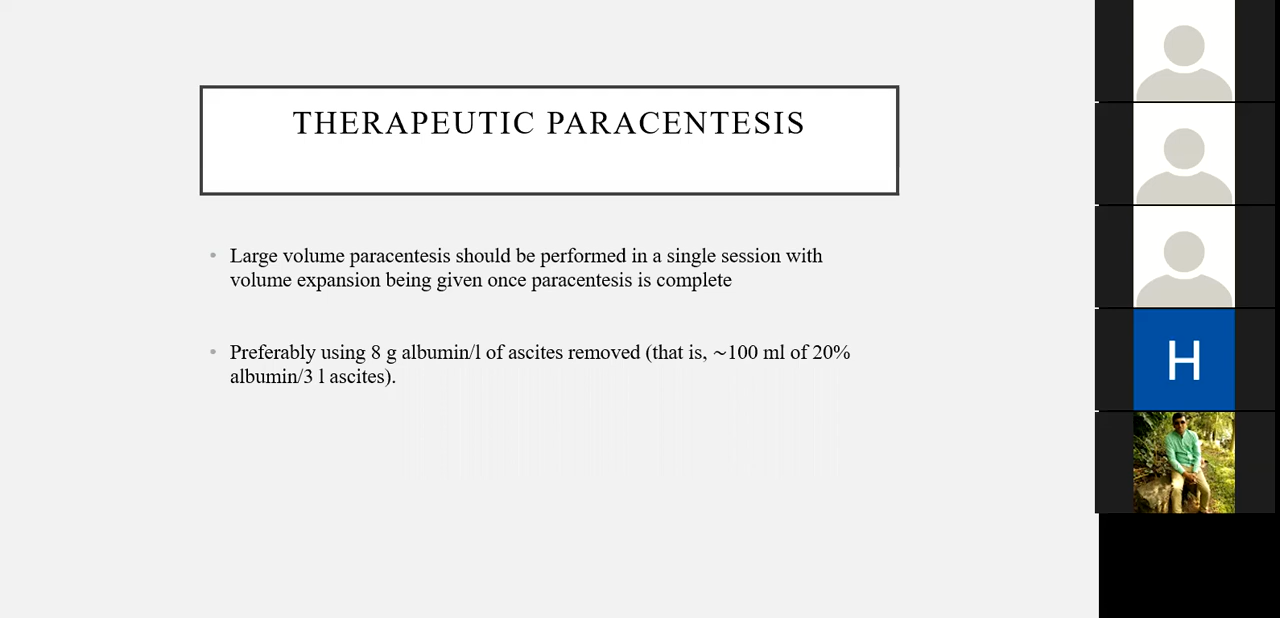 THERAPEUTIC PARACENTESIS
• Large volume paracentesis should be performed in a single session with
volume expansion being given once paracentesis is complete
• Preferably using 8 g albumin/l of ascites removed (that is, ∼100 ml of 20%
albumin/3 l ascites).
H